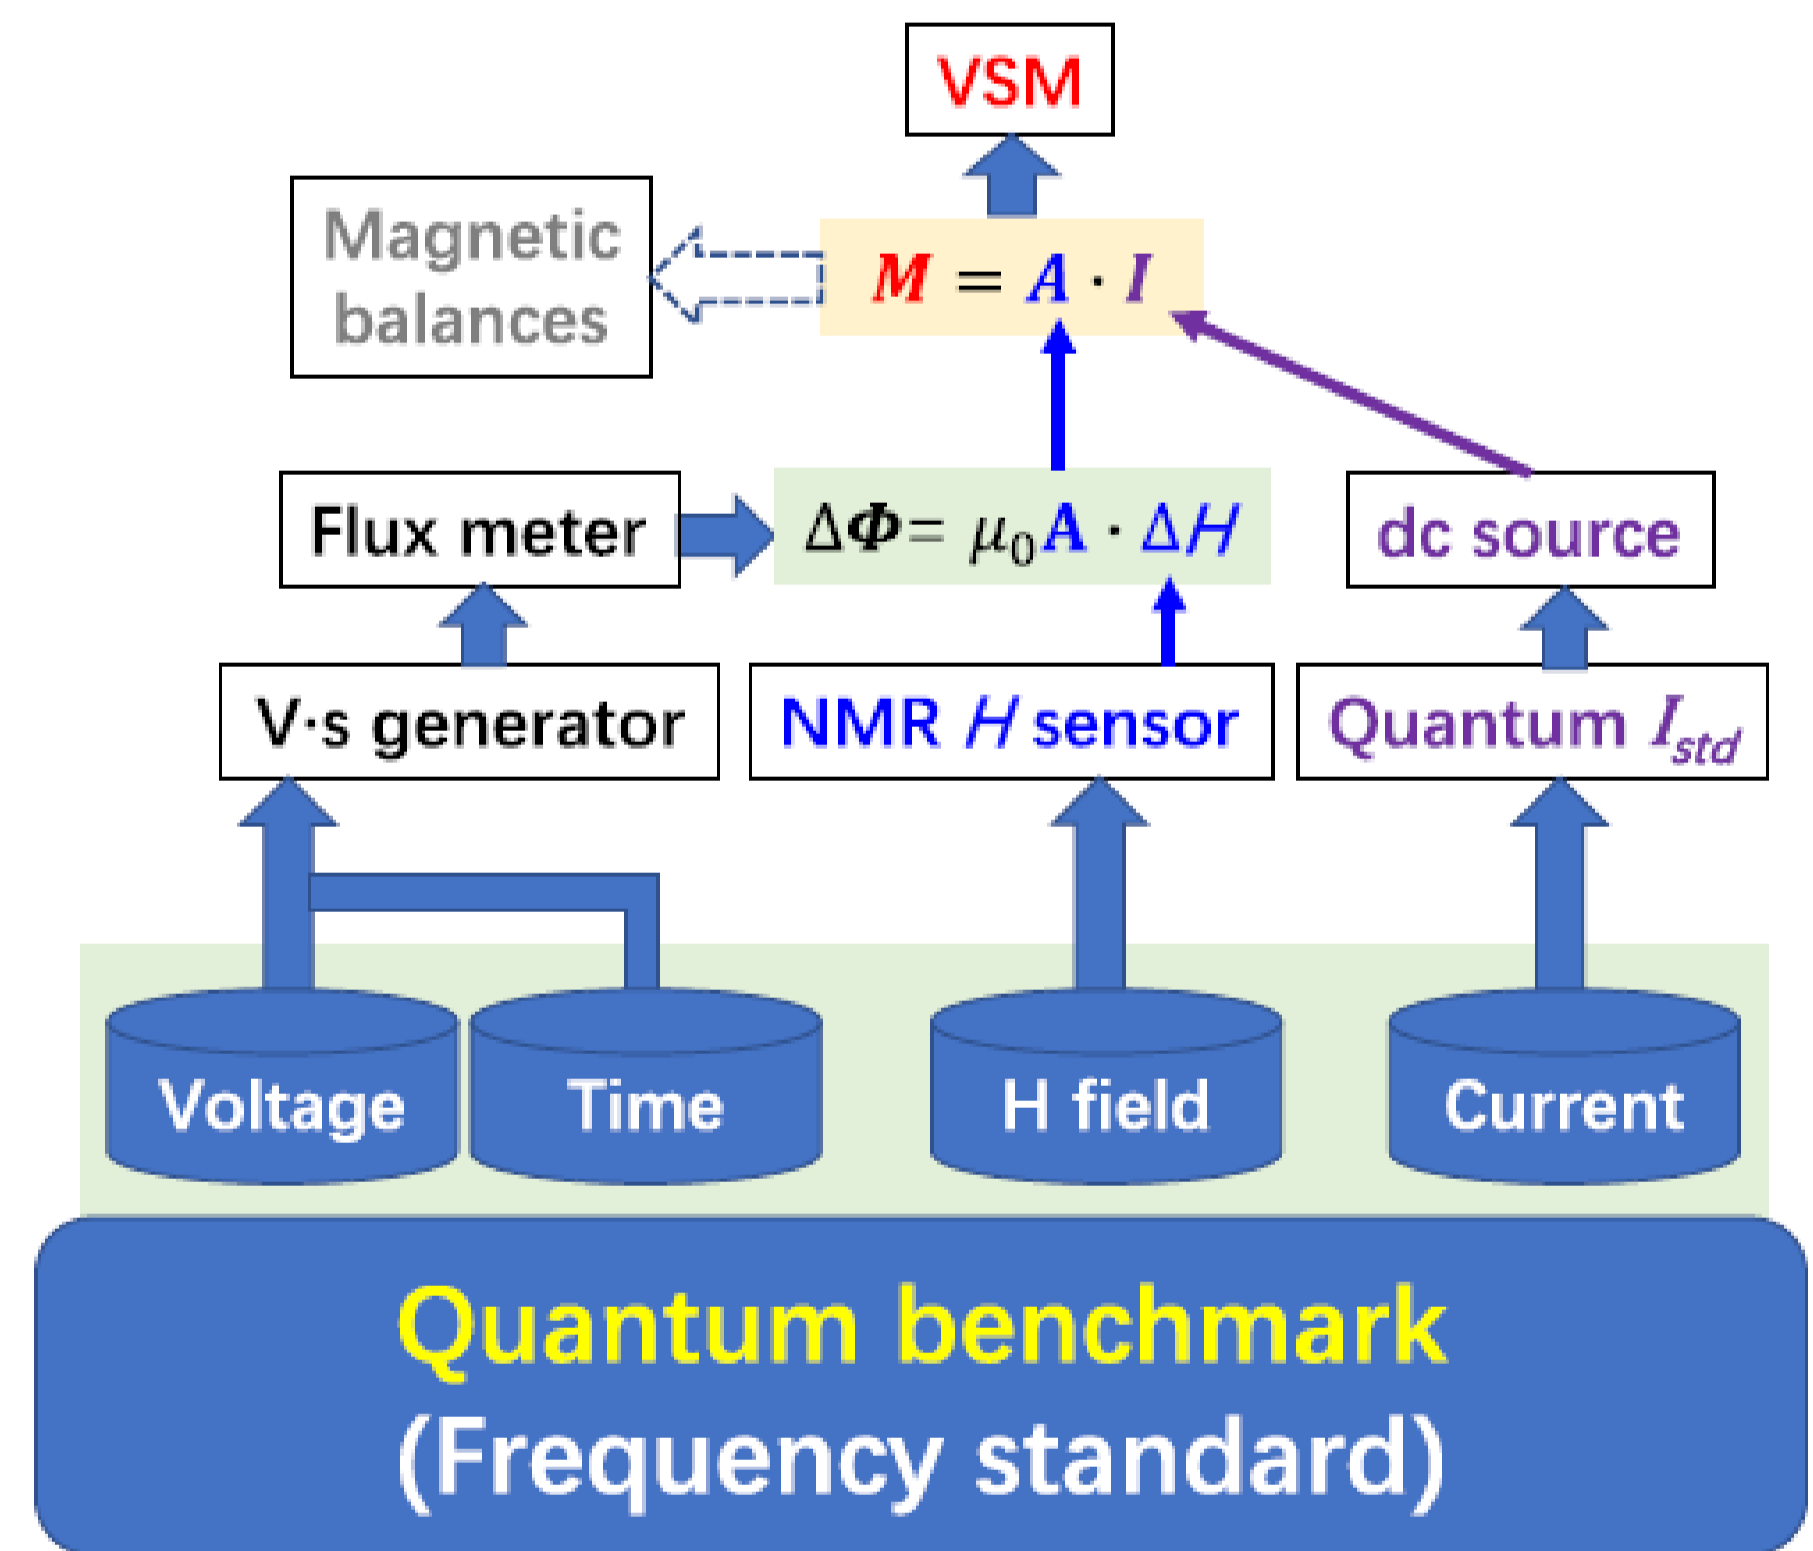 VSM
Magnetic
balances
M = A · I
Flux meter
ΔΦ= μ₀A · ΔH
dc source
V·s generator
NMR H sensor
Quantum I_std
Voltage
Time
H field
Current
Quantum benchmark
(Frequency standard)